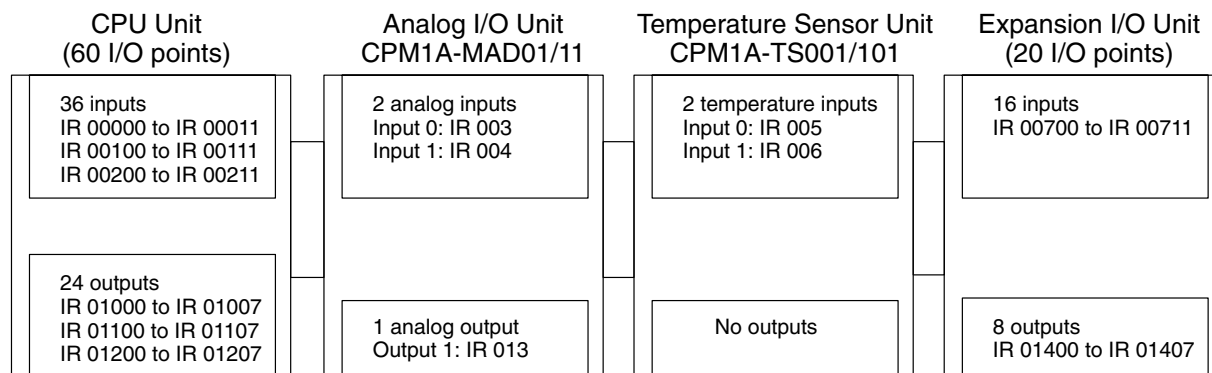 CPU Unit
(60 I/O points)
Analog I/O Unit
CPM1A-MAD01/11
Temperature Sensor Unit
CPM1A-TS001/101
Expansion I/O Unit
(20 I/O points)
36 inputs
IR 00000 to IR 00011
IR 00100 to IR 00111
IR 00200 to IR 00211
2 analog inputs
Input 0: IR 003
Input 1: IR 004
2 temperature inputs
Input 0: IR 005
Input 1: IR 006
16 inputs
IR 00700 to IR 00711
24 outputs
IR 01000 to IR 01007
IR 01100 to IR 01107
IR 01200 to IR 01207
1 analog output
Output 1: IR 013
No outputs
8 outputs
IR 01400 to IR 01407